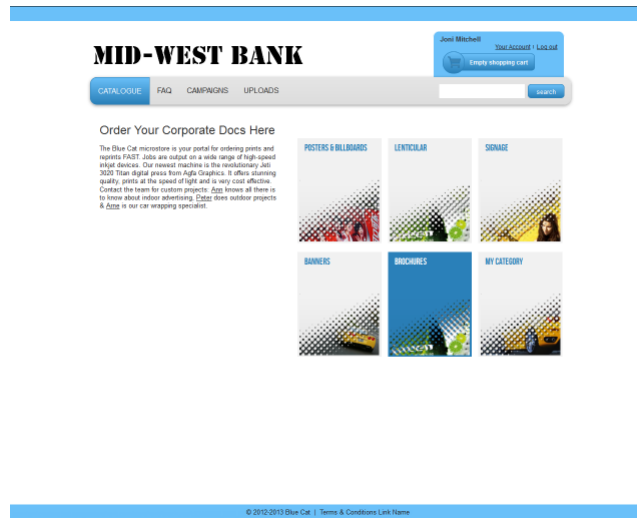 Joni Mitchell
Your Account | Log out
Empty shopping cart
MID-WEST BANK
CATALOGUE FAQ CAMPAIGNS UPLOADS
search
Order Your Corporate Docs Here
The Blue Cat microstore is your portal for ordering prints and
reprints FAST. Jobs are output on a wide range of high-speed
inkjet devices. Our newest machine is the revolutionary Jeti
3020 Titan digital press from Agfa Graphics. It offers stunning
quality, prints at the speed of light and is very cost effective.
Contact the team for custom projects: Ann knows all there is
to know about indoor advertising, Peter does outdoor projects
& Arne is our car wrapping specialist.
POSTERS & BILLBOARDS
LENTICULAR
SIGNAGE
BANNERS
BROCHURES
MY CATEGORY
© 2012-2013 Blue Cat | Terms & Conditions Link Name